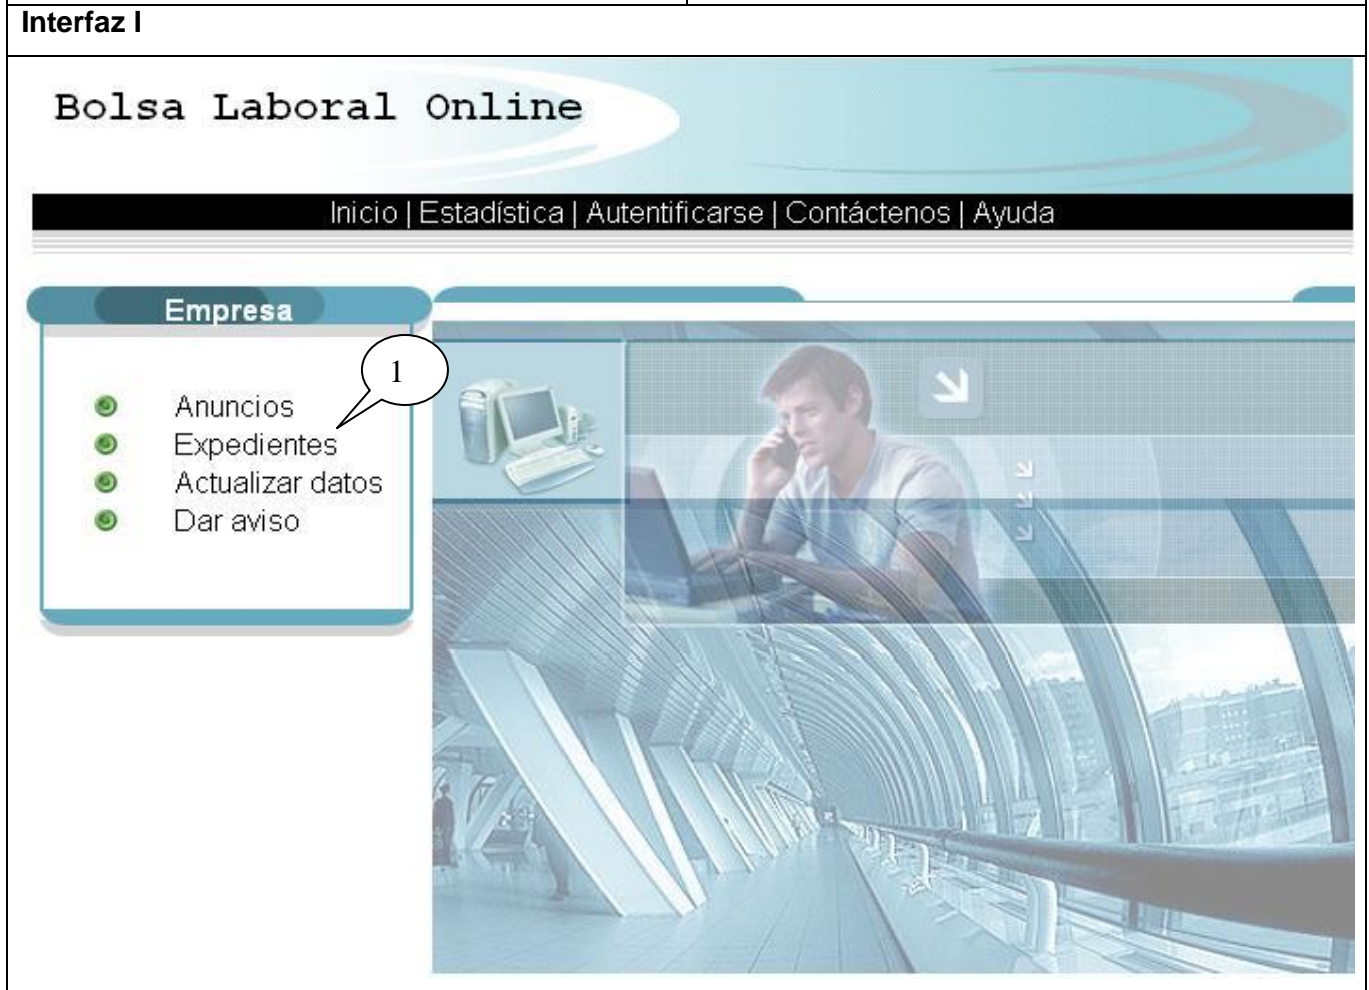 Interfaz I
Bolsa Laboral Online
Inicio | Estadística | Autentificarse | Contáctenos | Ayuda
Empresa
1
Anuncios
Expedientes
Actualizar datos
Dar aviso